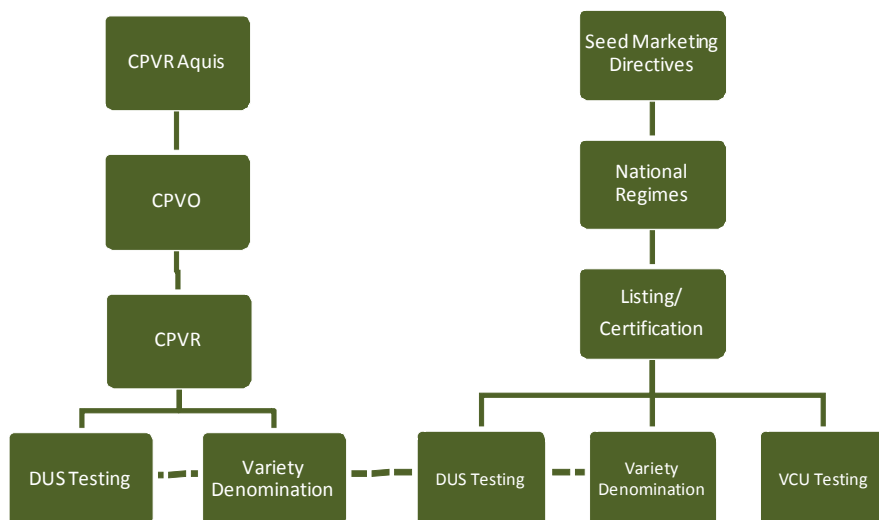 CPVR Aquis
CPVO
CPVR
DUS Testing
Variety
Denomination
Seed Marketing
Directives
National
Regimes
Listing/
Certification
DUS Testing
Variety
Denomination
VCU Testing